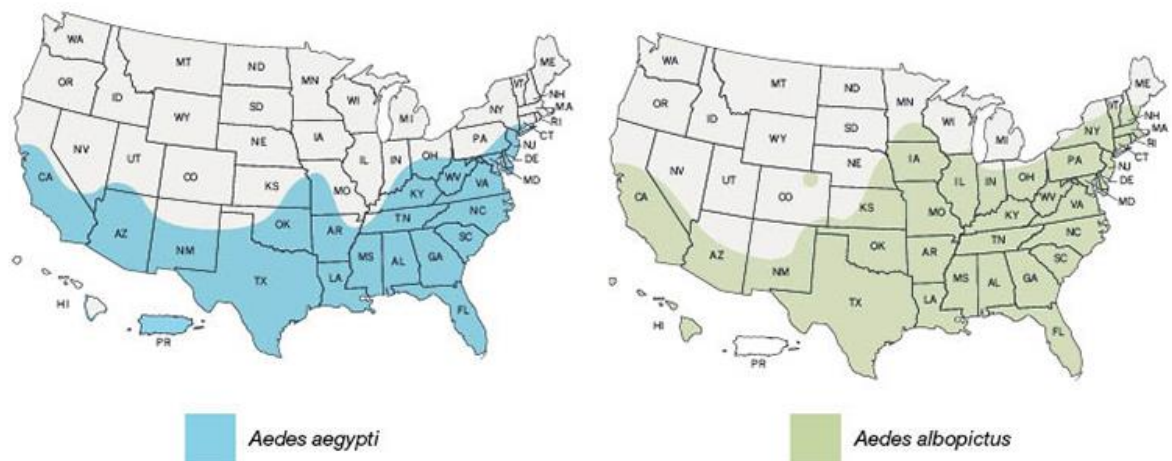 WA
MT
ND
MN
ME
OR
ID
SD
WI
VT
NH
NY
MA
WY
MI
RI
CT
IA
PA
NE
NV
NJ
OH
IL
IN
DE
UT
CO
WV
MD
CA
KS
MO
VA
KY
NC
TN
OK
AZ
AR
NM
SC
MS
AL
GA
TX
LA
FL
HI
PR
Aedes aegypti
WA
MT
ND
ME
MN
OR
VT
ID
SD
WI
NH
NY
MA
WY
MI
RI
CT
IA
PA
NE
NJ
NV
OH
IL
IN
DE
UT
CO
WV
MD
CA
KS
MO
VA
KY
NC
TN
OK
AZ
AR
NM
SC
MS
AL
GA
TX
LA
FL
HI
PR
Aedes albopictus